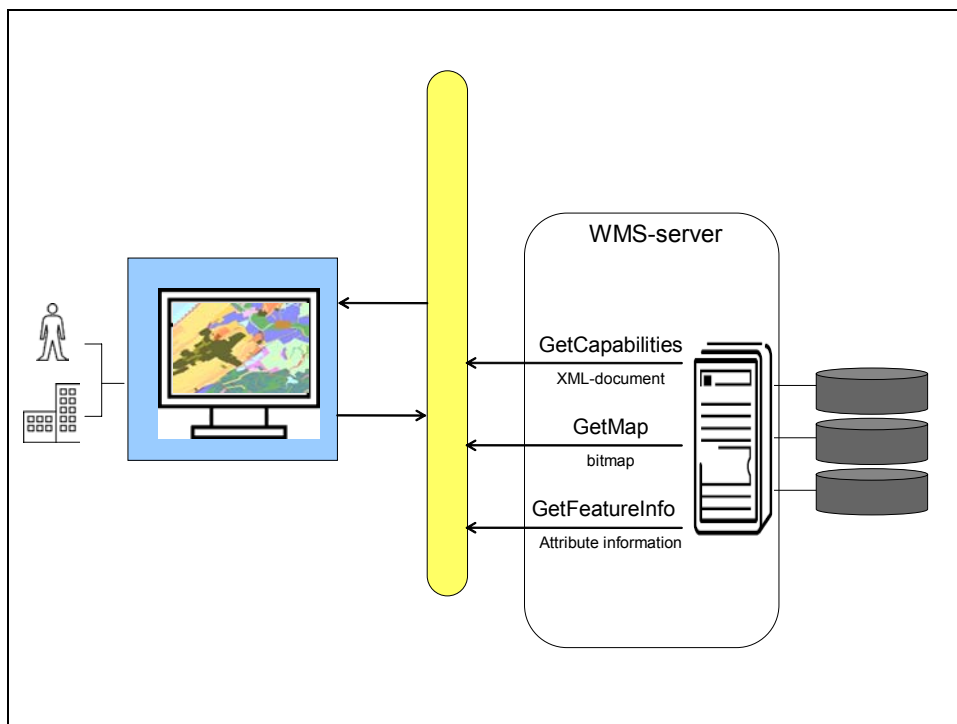 WMS-server
GetCapabilities
XML-document
GetMap
bitmap
GetFeatureInfo
Attribute information